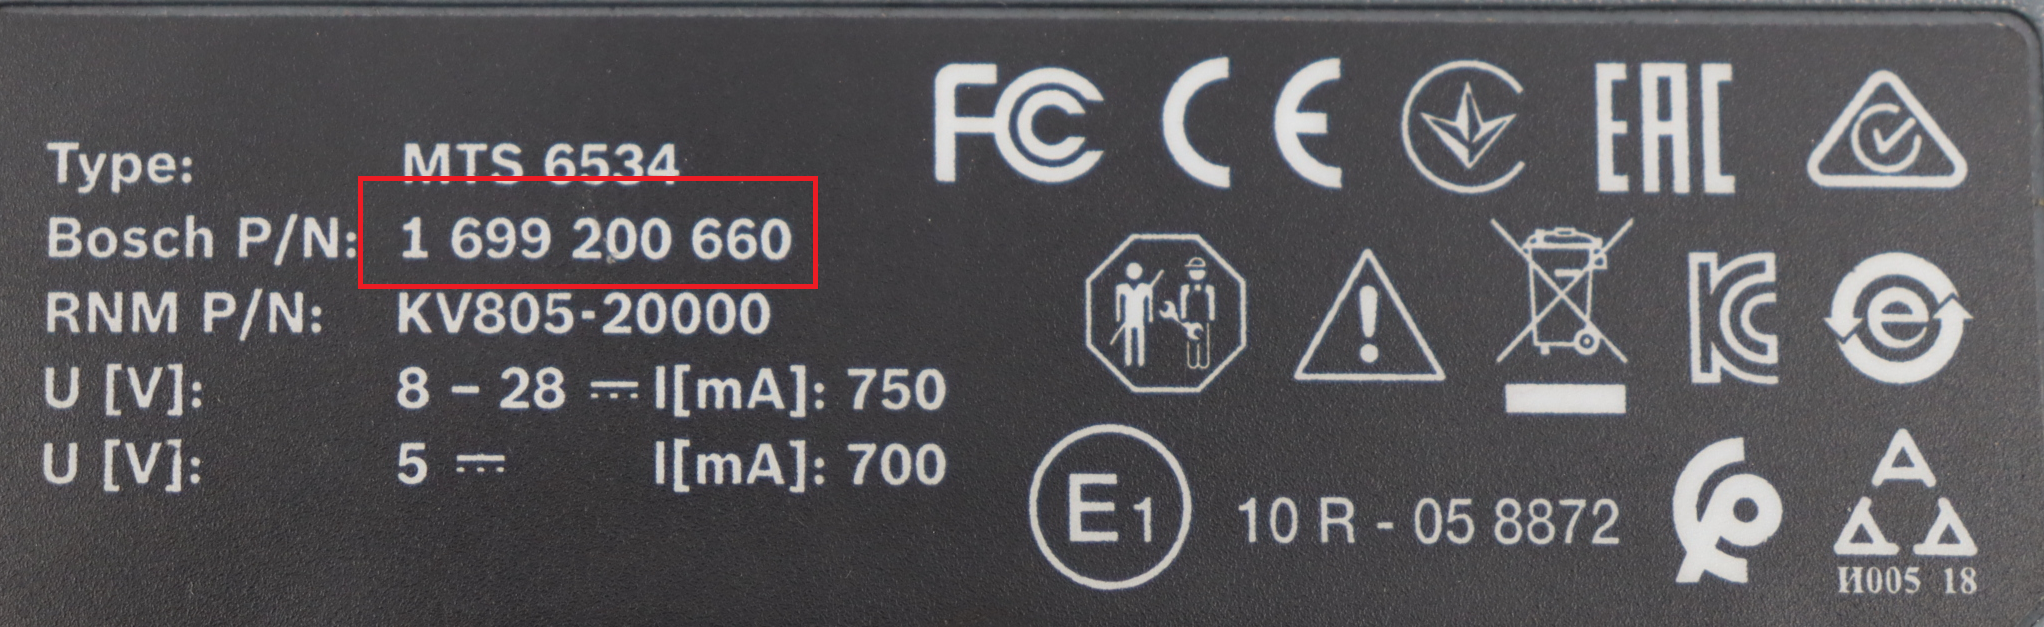 Type: MTS 6534
Bosch P/N: 1 699 200 660
RNM P/N: KV805-20000
U [V]: 8 – 28 ⎓ I[mA]: 750
U [V]: 5 ⎓ I[mA]: 700
FC CE EAC
KC e
E1 10 R - 05 8872
И005 18